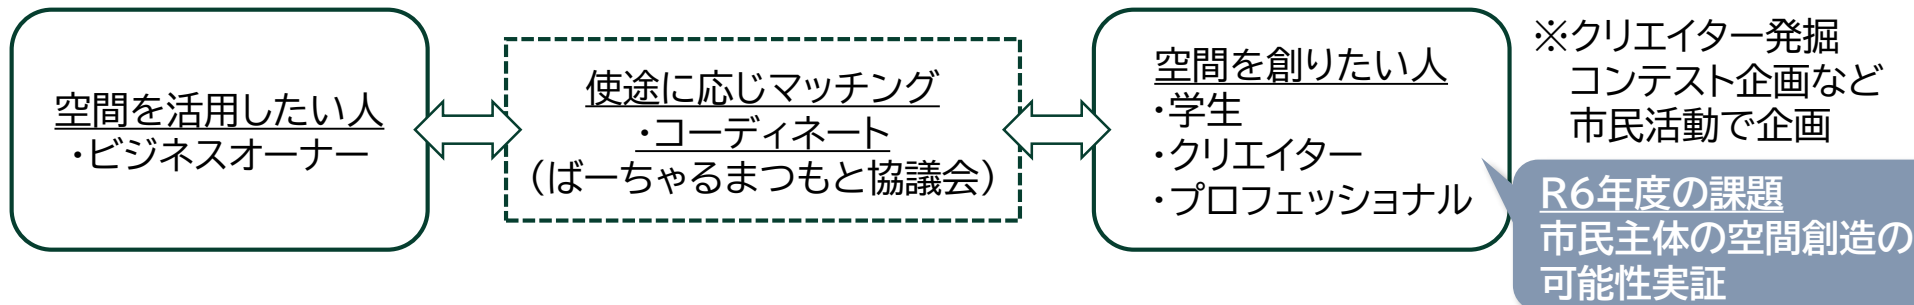 空間を活用したい人
・ビジネスオーナー
使途に応じマッチング
・コーディネート
（ばーちゃるまつもと協議会）
空間を創りたい人
・学生
・クリエイター
・プロフェッショナル
※クリエイター発掘
コンテスト企画など
市民活動で企画
R6年度の課題
市民主体の空間創造の
可能性実証